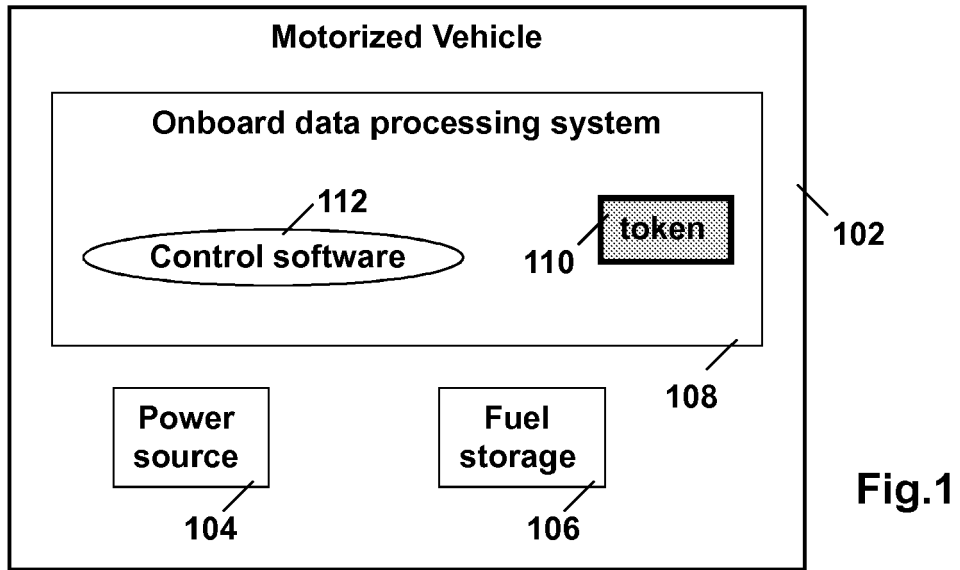 Motorized Vehicle
Onboard data processing system
112
Control software
token
110
102
108
Power
source
104
Fuel
storage
106
Fig.1